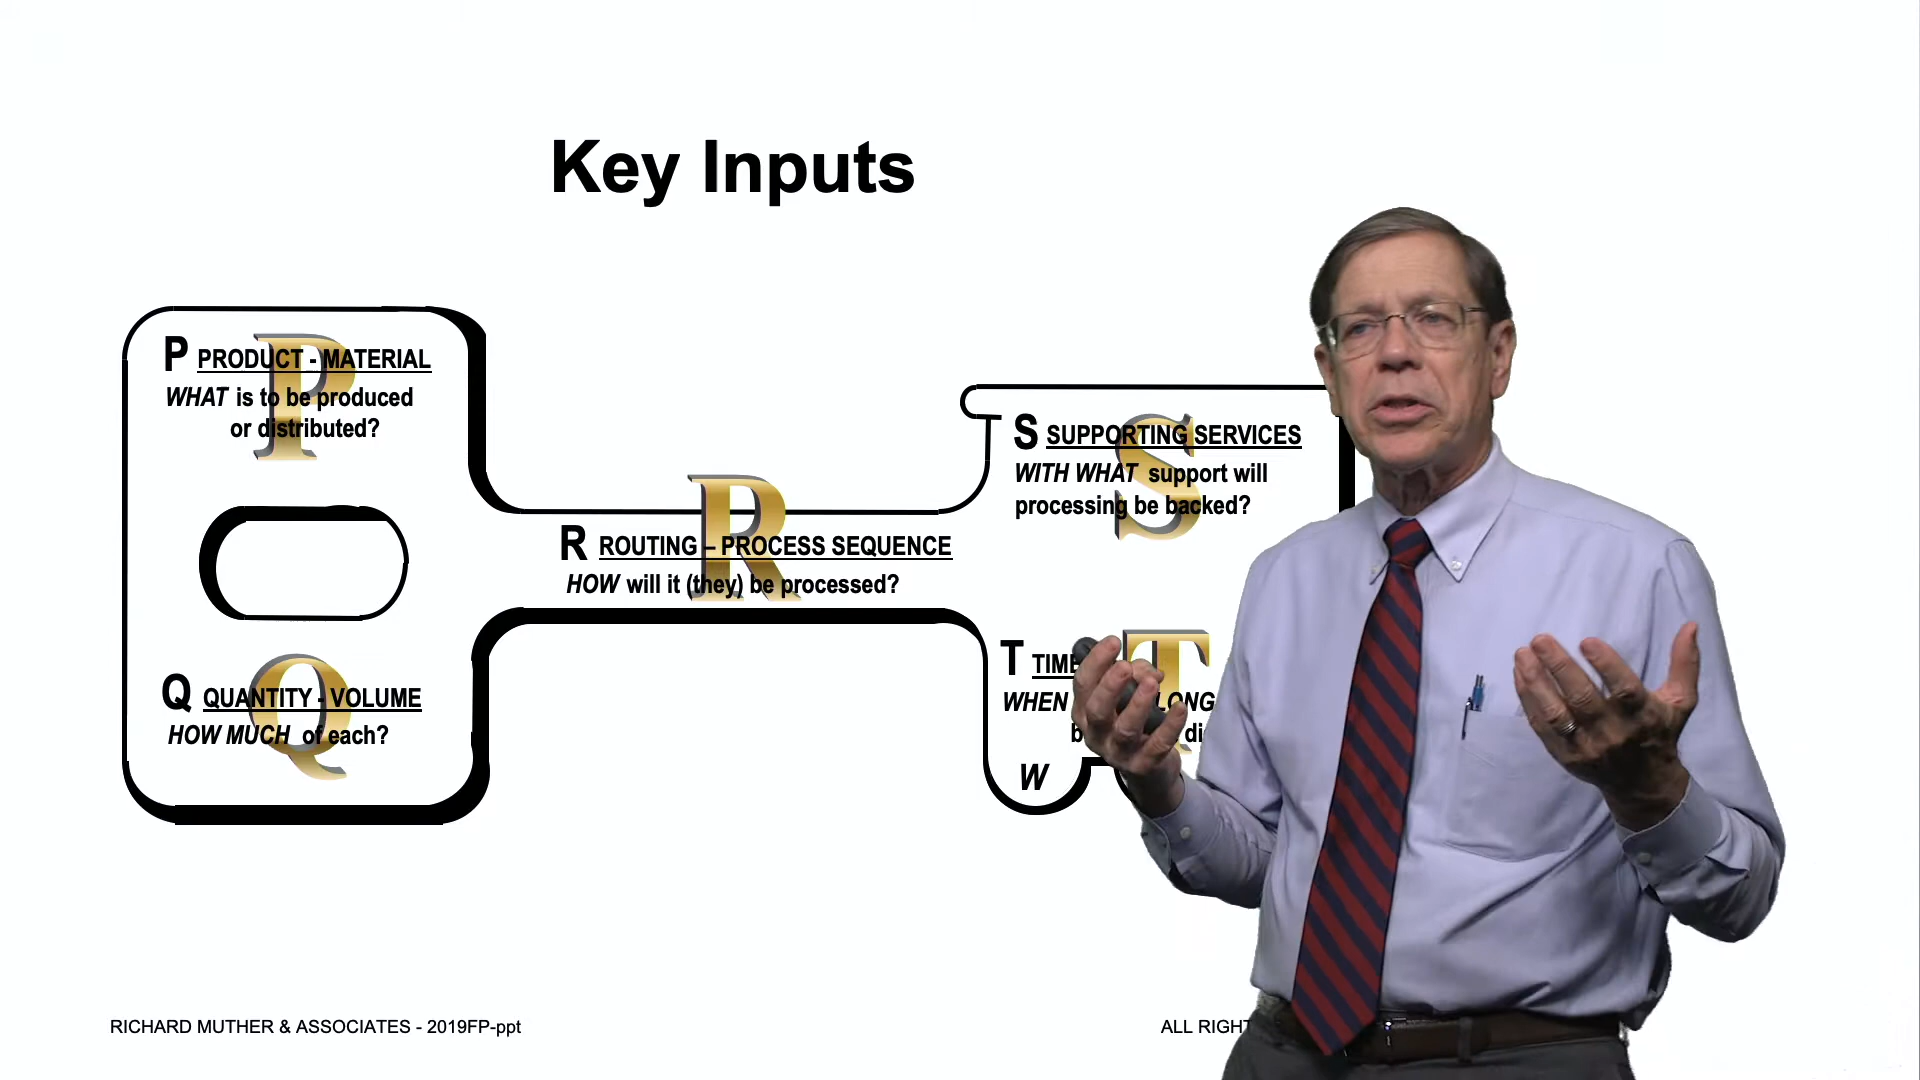 Key Inputs
P PRODUCT - MATERIAL
WHAT is to be produced
or distributed?
P
Q QUANTITY - VOLUME
HOW MUCH of each?
Q
R ROUTING – PROCESS SEQUENCE
HOW will it (they) be processed?
R
S SUPPORTING SERVICES
WITH WHAT support will
processing be backed?
S
T TIME
WHEN LONG
T
W
RICHARD MUTHER & ASSOCIATES - 2019FP-ppt
ALL RIGHT